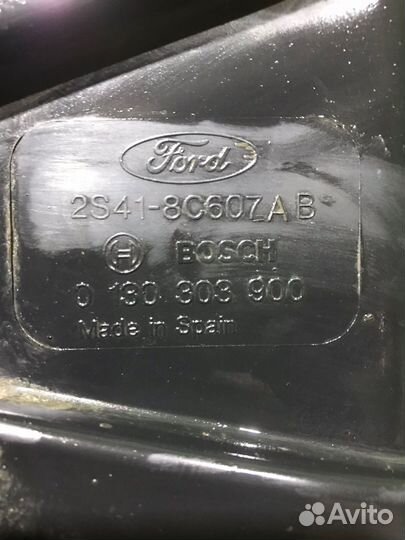 Ford
2S41-8C607AB
BOSCH
0 130 303 900
Made in Spain
Avito